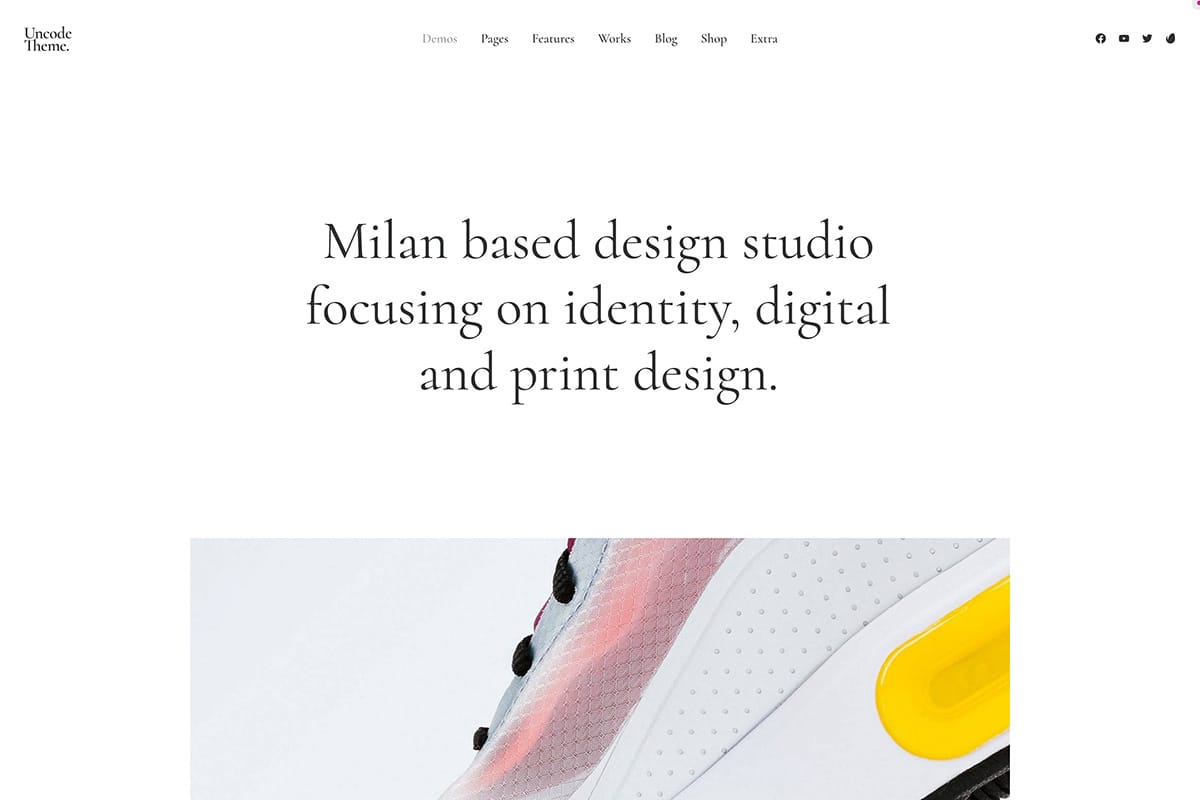 Uncode
Theme.
Demos Pages Features Works Blog Shop Extra
Milan based design studio
focusing on identity, digital
and print design.